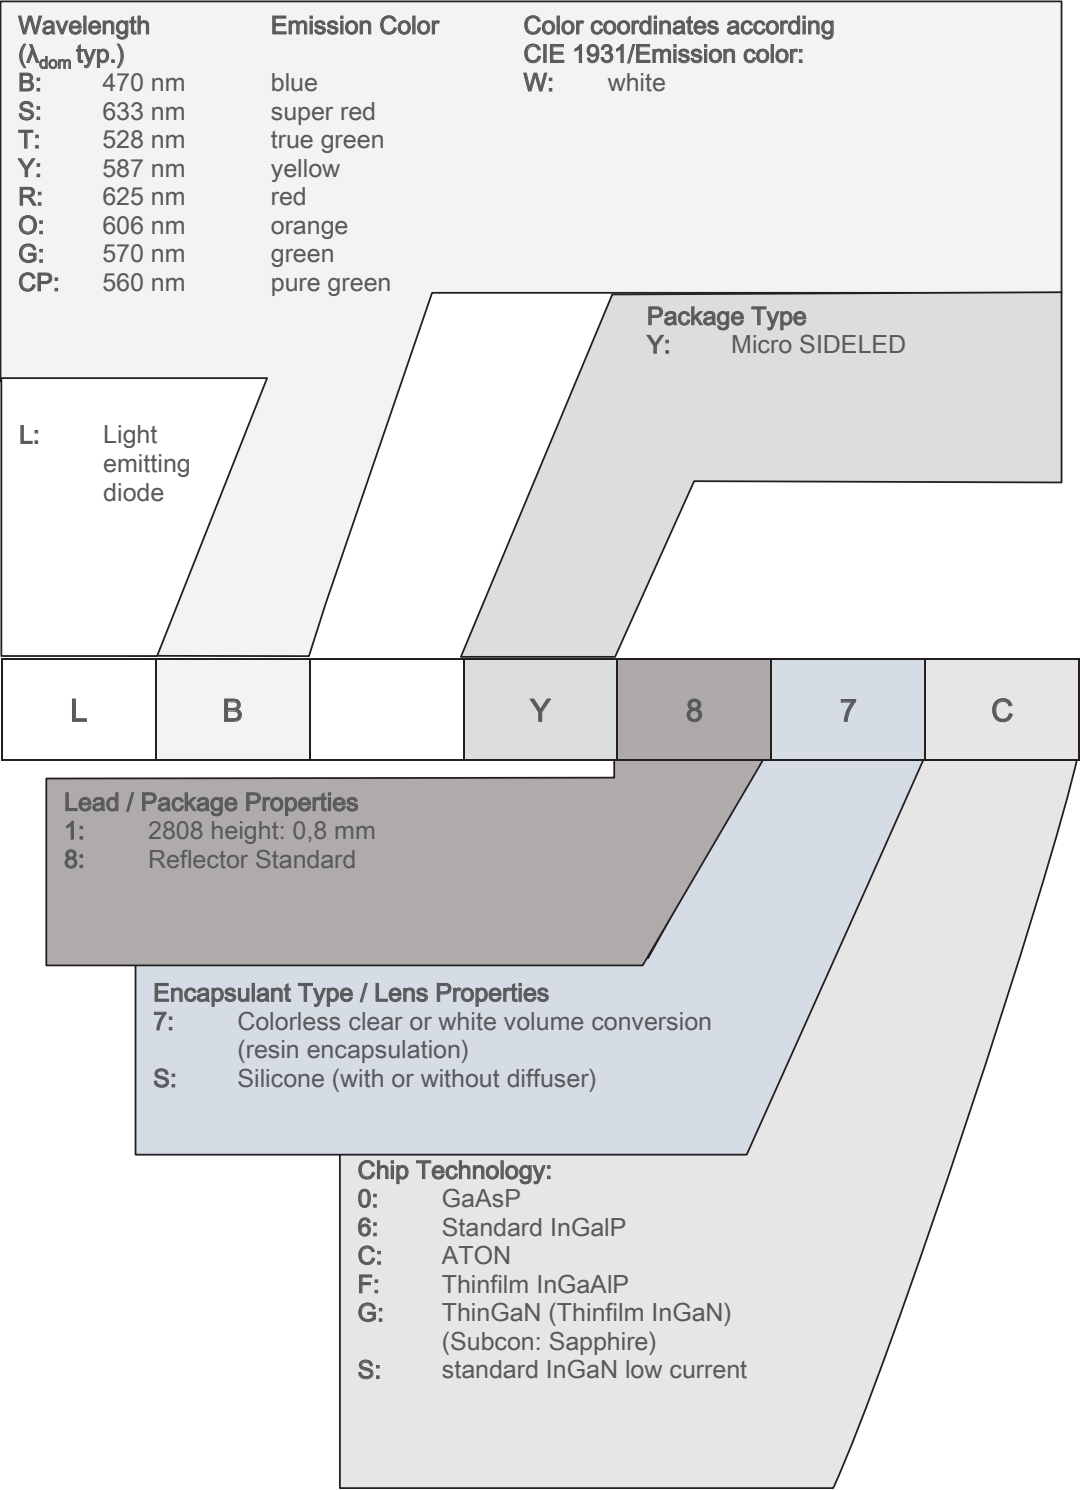 Wavelength Emission Color Color coordinates according
(λdom typ.) CIE 1931/Emission color:
B: 470 nm blue W: white
S: 633 nm super red
T: 528 nm true green
Y: 587 nm yellow
R: 625 nm red
O: 606 nm orange
G: 570 nm green
CP: 560 nm pure green
Package Type
Y: Micro SIDELED
L: Light
emitting
diode
L B Y 8 7 C
Lead / Package Properties
1: 2808 height: 0,8 mm
8: Reflector Standard
Encapsulant Type / Lens Properties
7: Colorless clear or white volume conversion
(resin encapsulation)
S: Silicone (with or without diffuser)
Chip Technology:
0: GaAsP
6: Standard InGalP
C: ATON
F: Thinfilm InGaAlP
G: ThinGaN (Thinfilm InGaN)
(Subcon: Sapphire)
S: standard InGaN low current